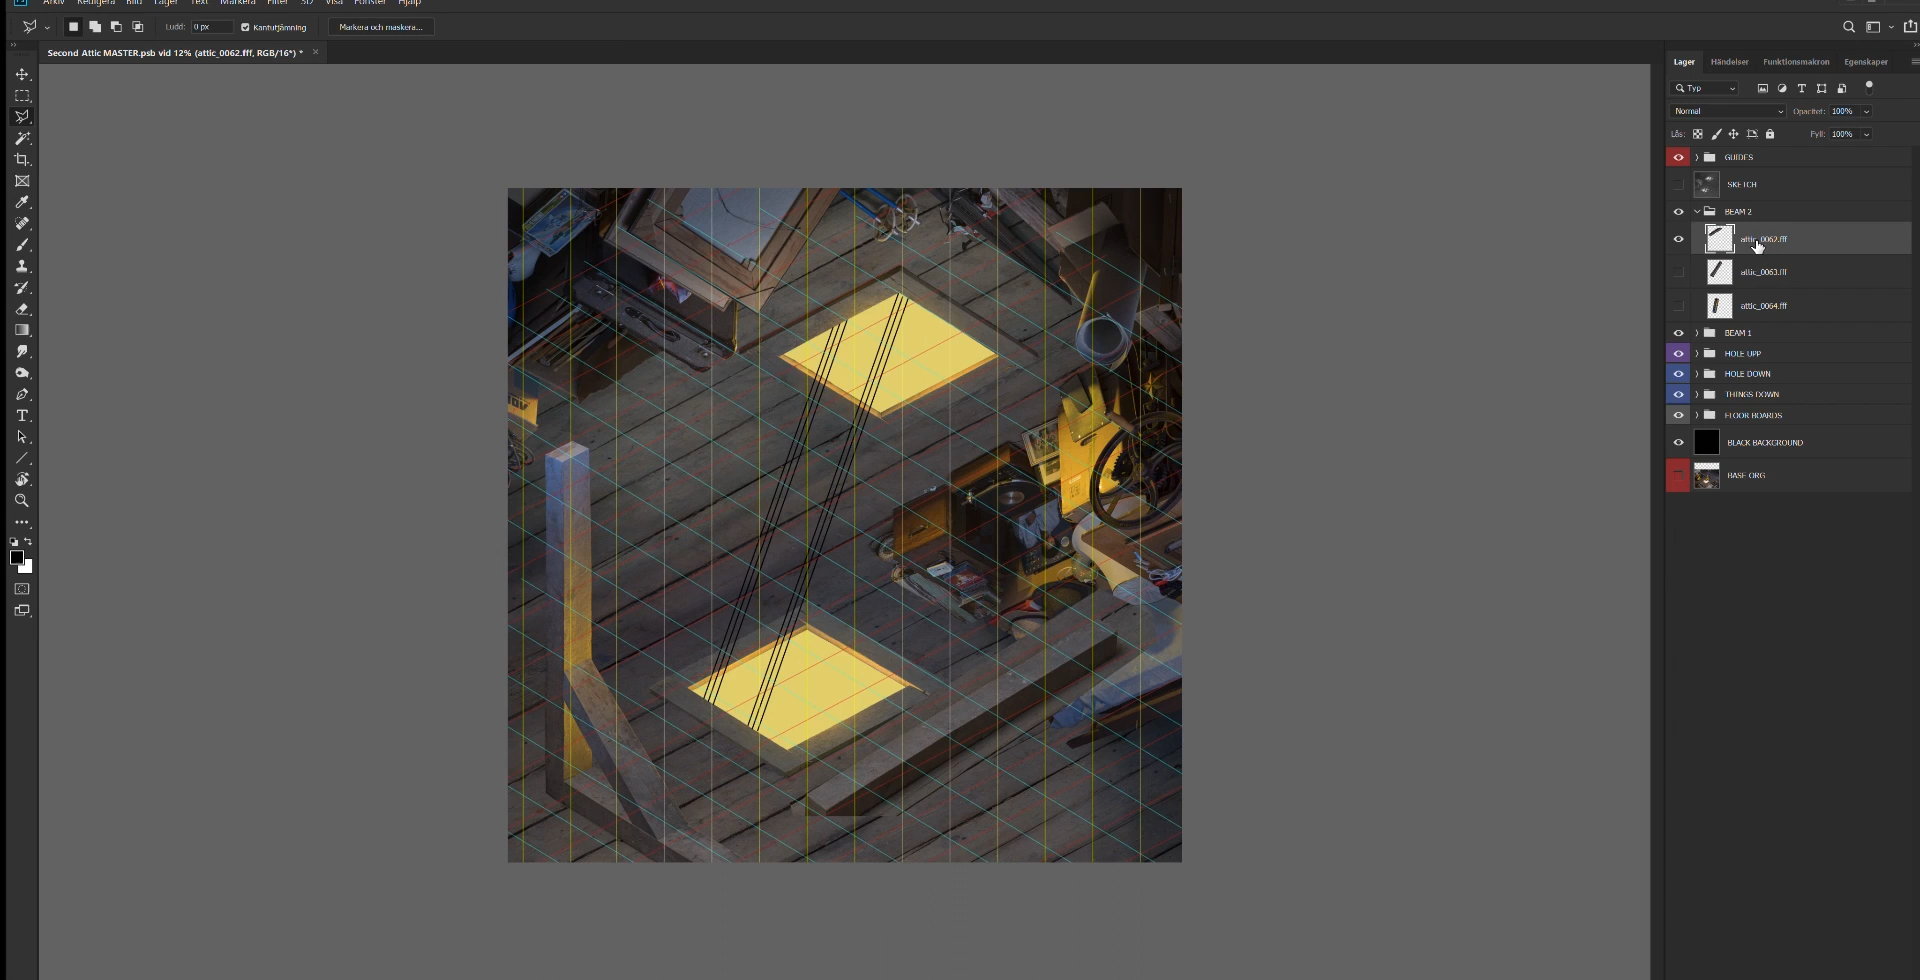 Arkiv Redigera Bild Lager Text Markera Filter 3D Visa Fönster Hjälp
Ludd: 0 px Kantutjämning Markera och maskera...
Second Attic MASTER.psb vid 12% (attic_0062.fff, RGB/16*) *
Lager Händelser Funktionsmakron Egenskaper
Typ
Normal Opacitet: 100%
Lås: Fyll: 100%
GUIDES
SKETCH
BEAM 2
attic_0062.fff
attic_0063.fff
attic_0064.fff
BEAM 1
HOLE UPP
HOLE DOWN
THINGS DOWN
FLOOR BOARDS
BLACK BACKGROUND
BASE ORG